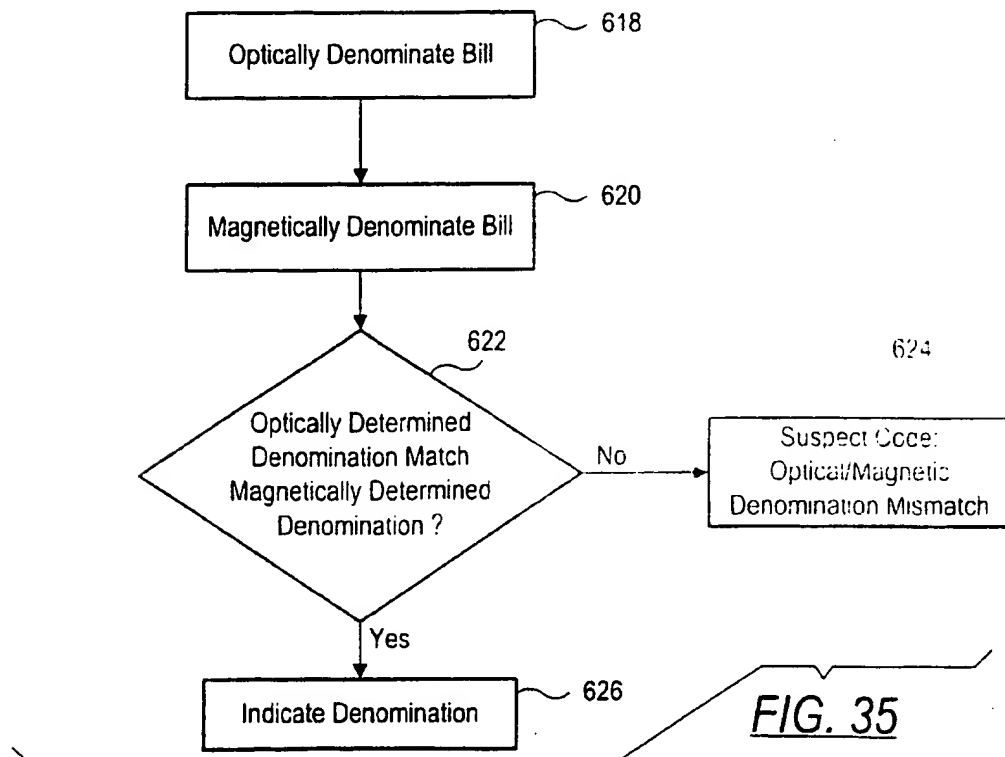 618
Optically Denominate Bill
620
Magnetically Denominate Bill
622
Optically Determined
Denomination Match
Magnetically Determined
Denomination ?
No
624
Suspect Code:
Optical/Magnetic
Denomination Mismatch
Yes
626
Indicate Denomination
FIG. 35